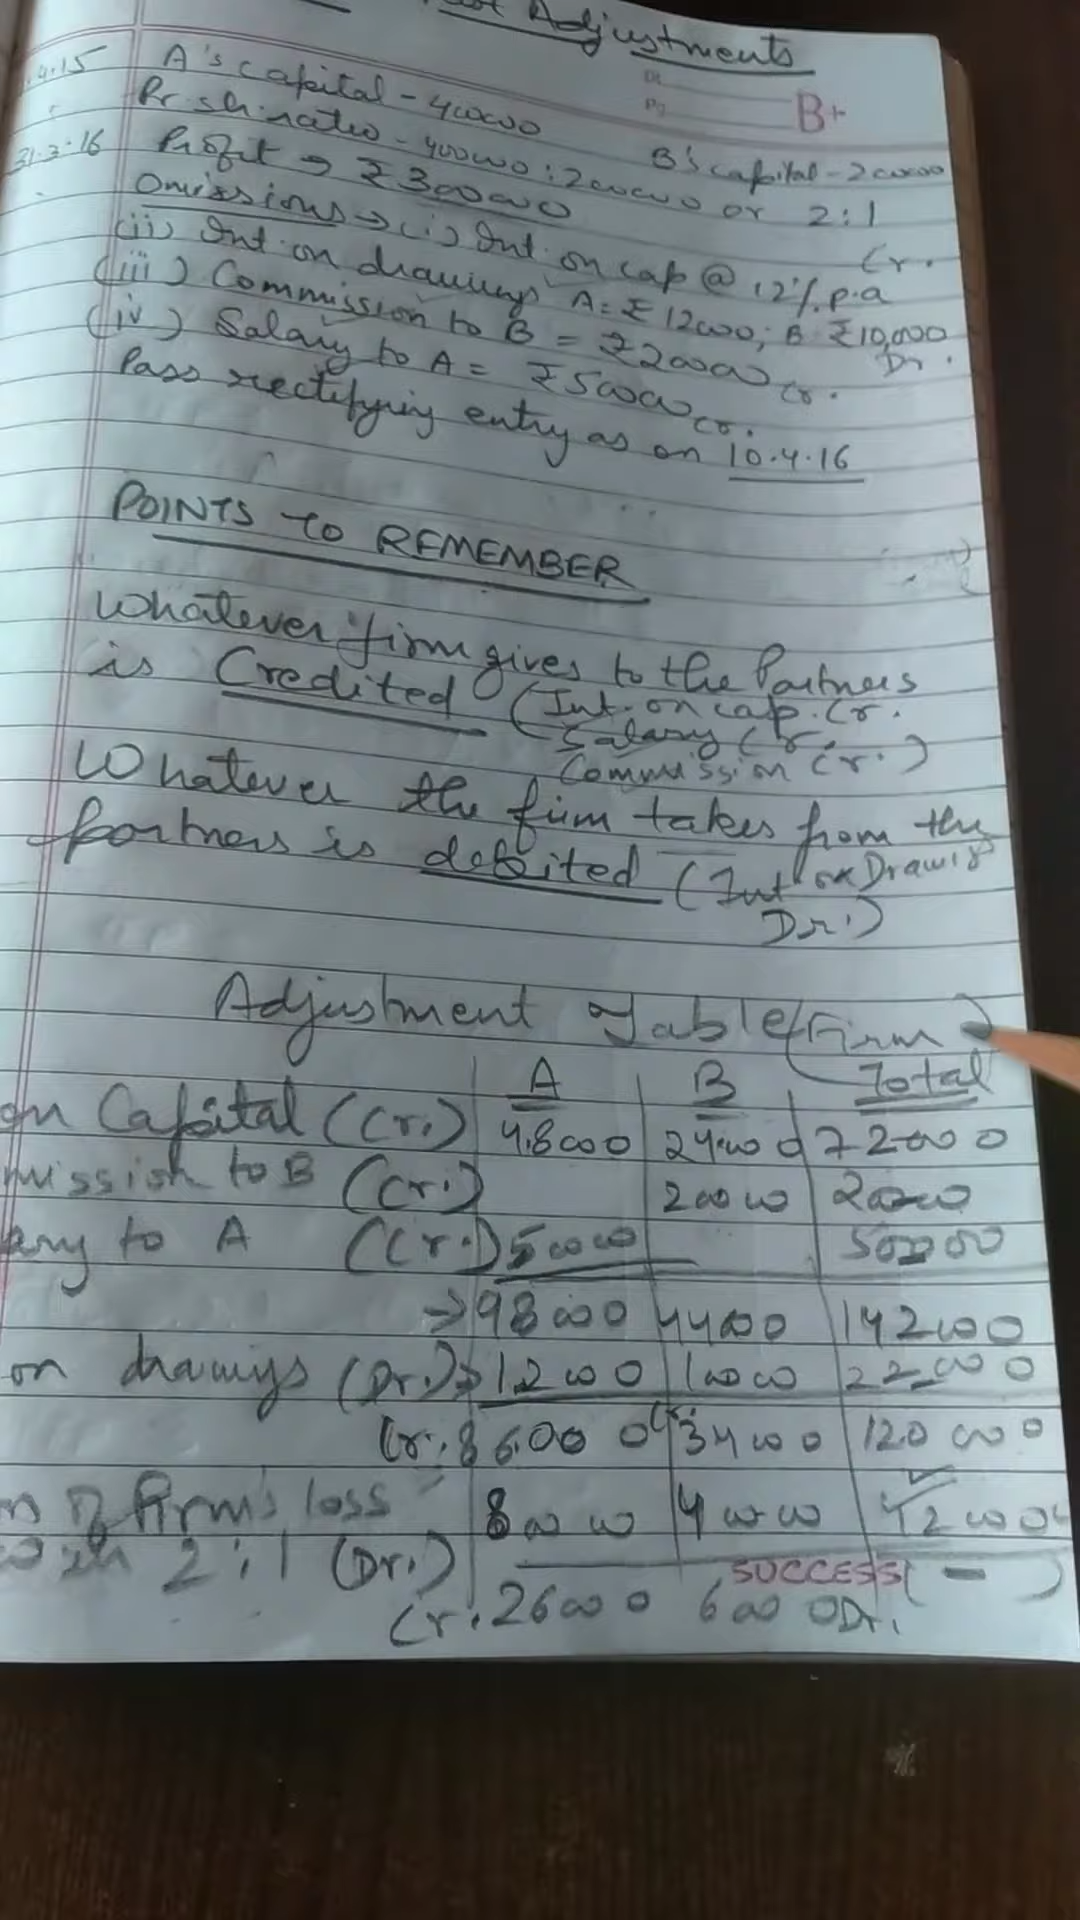 Adjustments
Dt.
Pg.
B+
.4.15 A's capital - 400000 B's capital - 200000
Pr. sh. ratio - 400000 : 200000 or 2:1
31.3.16 Profit → ₹300000
Omissions → (i) Int. on cap @ 12% p.a Cr.
(ii) Int. on drawings A = ₹12000; B ₹10,000 Dr.
(iii) Commission to B = ₹20000 Cr.
(iv) Salary to A = ₹50000 Cr.
Pass rectifying entry as on 10.4.16
POINTS TO REMEMBER
Whatever firm gives to the Partners
is Credited (Int. on cap. Cr.
Salary Cr.
Commission Cr.)
Whatever the firm takes from the
partners is debited (Int on Drawigs
Dr.)
Adjustment Table (Firm)
A B Total
on Capital (Cr.) 48000 24000 72000
mission to B (Cr.) 20000 20000
ary to A (Cr.) 50000 50000
→ 98000 44000 142000
on drawings (Dr.) → 12000 10000 22000
Cr. 86000 Cr. 34000 120000
n of firm's loss 80000 40000
2:1 (Dr.) (-)
SUCCESS
Cr. 26000 6000 Dr.